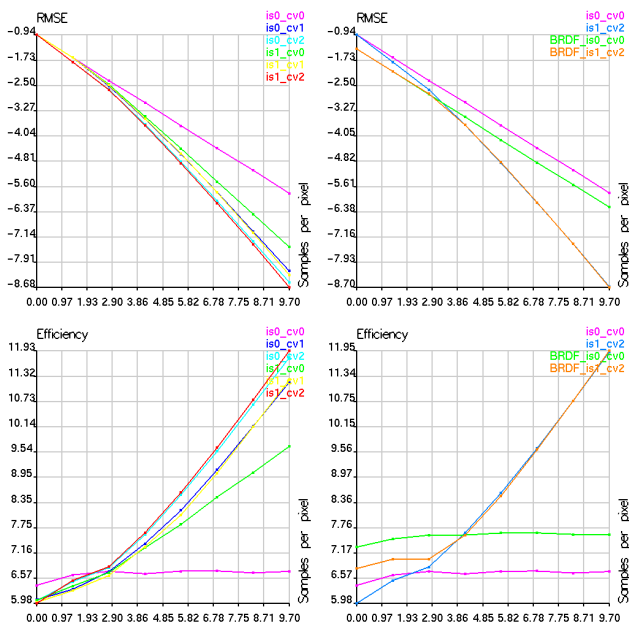 RMSE
is0_cv0
is0_cv1
is0_cv2
is1_cv0
is1_cv1
is1_cv2
-0.94
-1.73
-2.50
-3.27
-4.04
-4.81
-5.60
-6.38
-7.14
-7.91
-8.68
0.00 0.97 1.93 2.90 3.86 4.85 5.82 6.78 7.75 8.71 9.70
Samples per pixel
RMSE
is0_cv0
is1_cv2
BRDF_is0_cv0
BRDF_is1_cv2
-0.94
-1.73
-2.50
-3.27
-4.04
-4.82
-5.61
-6.38
-7.16
-7.93
-8.70
0.00 0.97 1.93 2.90 3.86 4.85 5.82 6.78 7.75 8.71 9.70
Samples per pixel
Efficiency
is0_cv0
is0_cv1
is0_cv2
is1_cv0
is1_cv1
is1_cv2
11.93
11.32
10.73
10.14
9.54
8.97
8.35
7.75
7.16
6.57
5.98
0.00 0.97 1.93 2.90 3.86 4.85 5.82 6.78 7.75 8.71 9.70
Samples per pixel
Efficiency
is0_cv0
is1_cv2
BRDF_is0_cv0
BRDF_is1_cv2
11.95
11.34
10.75
10.15
9.56
8.97
8.36
7.76
7.17
6.57
5.98
0.00 0.97 1.93 2.90 3.86 4.85 5.82 6.78 7.75 8.71 9.70
Samples per pixel